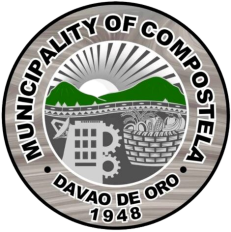 MUNICIPALITY OF COMPOSTELA
DAVAO DE ORO
1948